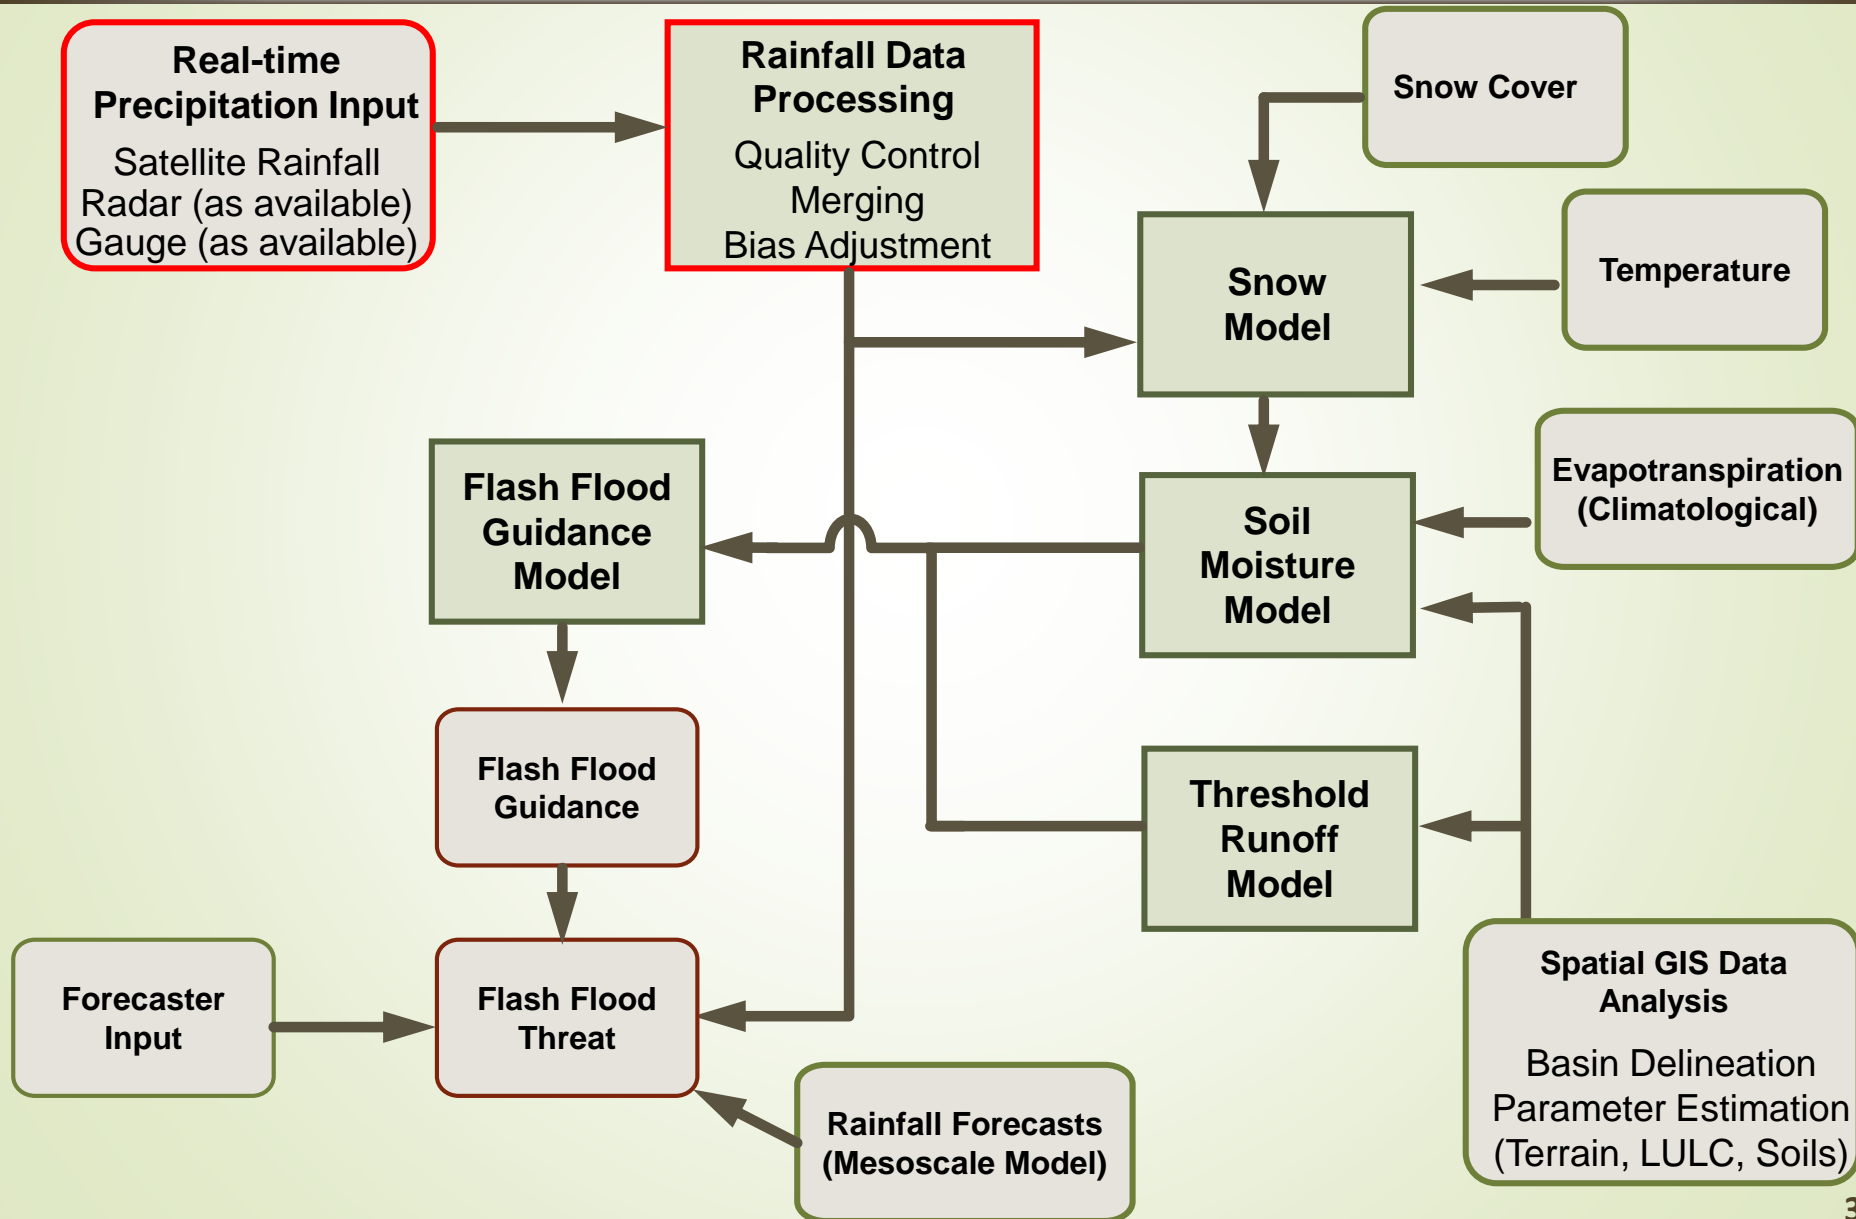 Real-time
Precipitation Input
Satellite Rainfall
Radar (as available)
Gauge (as available)
Rainfall Data
Processing
Quality Control
Merging
Bias Adjustment
Snow Cover
Temperature
Snow
Model
Evapotranspiration
(Climatological)
Flash Flood
Guidance
Model
Soil
Moisture
Model
Flash Flood
Guidance
Threshold
Runoff
Model
Forecaster
Input
Flash Flood
Threat
Rainfall Forecasts
(Mesoscale Model)
Spatial GIS Data
Analysis
Basin Delineation
Parameter Estimation
(Terrain, LULC, Soils)
3